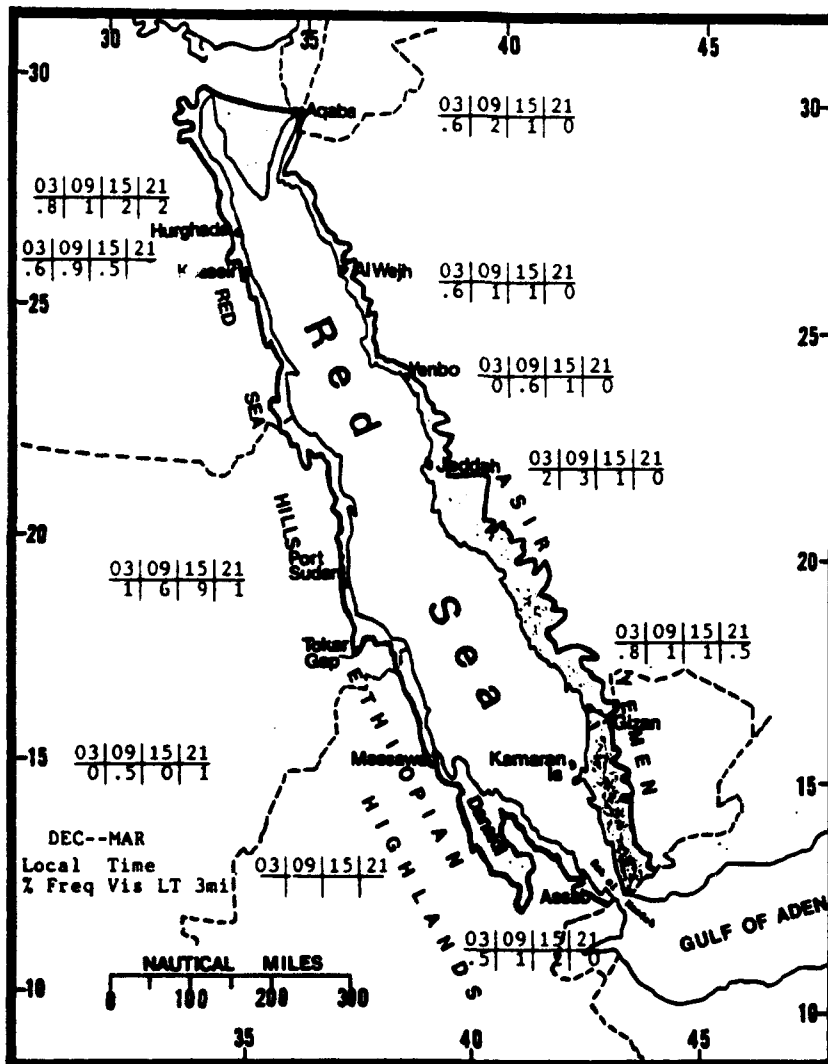 30 35 40 45
30
30
Aqaba
03 09 15 21
.6 2 1 0
03 09 15 21
.8 1 2 2
Hurghada
03 09 15 21
.6 .9 .5
Al Wejh
03 09 15 21
.6 1 1 0
25
25
RED
Red
Yenbo
03 09 15 21
0 .6 1 0
SEA
Jeddah
03 09 15 21
2 3 1 0
ASIR
HILLS
20
20
Port
Sudan
03 09 15 21
1 6 9 1
Sea
03 09 15 21
.8 1 1 .5
Tokar
Gap
ETHIOPIAN
YEMEN
Gizan
15
15
03 09 15 21
0 .5 0 1
Massawa
Kamaran
Is
HIGHLANDS
DEC--MAR
Local Time
% Freq Vis LT 3mi
03 09 15 21
Assab
GULF OF ADEN
03 09 15 21
.5 1 1 0
NAUTICAL MILES
0 100 200 300
10
10
35 40 45